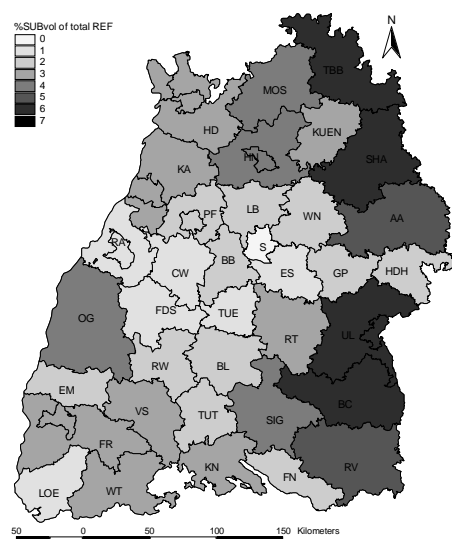 %SUBvol of total REF
0
1
2
3
4
5
6
7
N
TBB
MOS
HD
KUEN
HN
KA
SHA
PF
LB
WN
AA
RA
S
CW
BB
ES
GP
HDH
FDS
TUE
OG
RT
UL
RW
BL
EM
VS
TUT
SIG
BC
FR
KN
FN
RV
LOE
WT
50 0 50 100 150 Kilometers